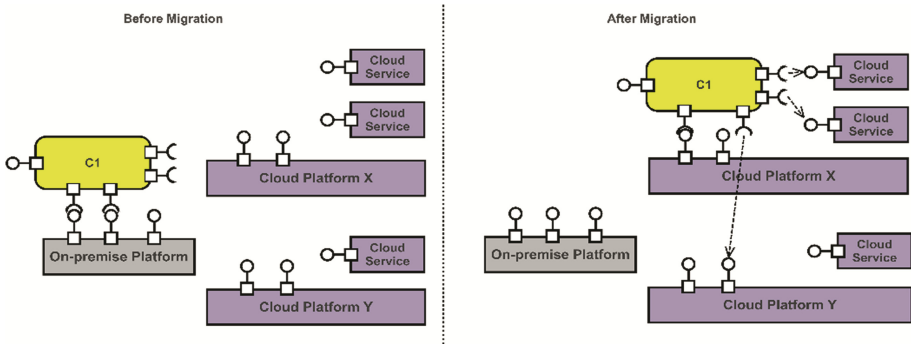 Before Migration
Cloud
Service
Cloud
Service
C1
Cloud Platform X
On-premise Platform
Cloud
Service
Cloud Platform Y
After Migration
Cloud
Service
C1
Cloud
Service
Cloud Platform X
On-premise Platform
Cloud
Service
Cloud Platform Y